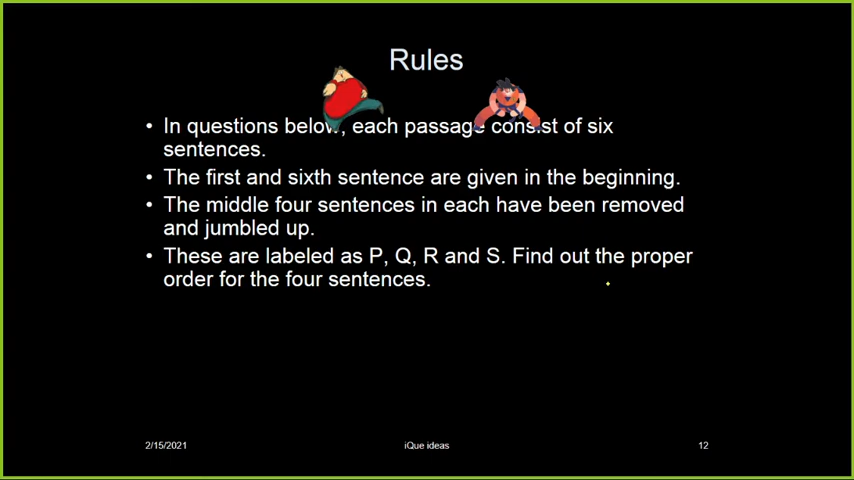 Rules
• In questions below, each passage consist of six
sentences.
• The first and sixth sentence are given in the beginning.
• The middle four sentences in each have been removed
and jumbled up.
• These are labeled as P, Q, R and S. Find out the proper
order for the four sentences.
2/15/2021
iQue ideas
12